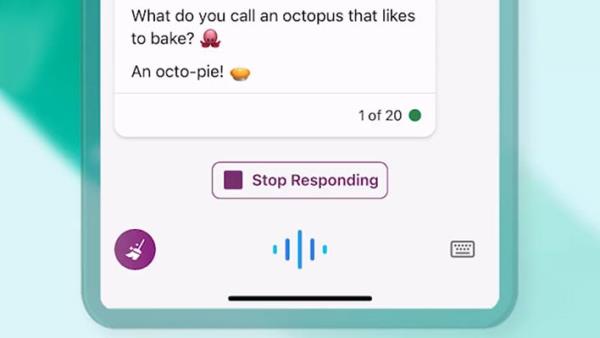 What do you call an octopus that likes
to bake? 🐙
An octo-pie! 🥧
1 of 20
Stop Responding